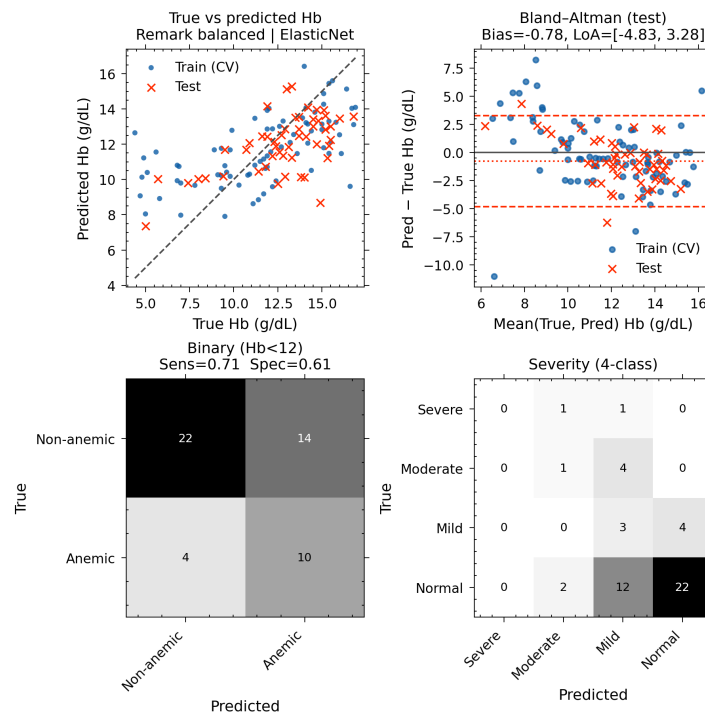 True vs predicted Hb
Remark balanced | ElasticNet
Train (CV)
Test
16
14
12
10
8
6
4
Predicted Hb (g/dL)
5.0 7.5 10.0 12.5 15.0
True Hb (g/dL)
Bland–Altman (test)
Bias=-0.78, LoA=[-4.83, 3.28]
7.5
5.0
2.5
0.0
−2.5
−5.0
−7.5
−10.0
Pred − True Hb (g/dL)
Train (CV)
Test
6 8 10 12 14 16
Mean(True, Pred) Hb (g/dL)
Binary (Hb<12)
Sens=0.71 Spec=0.61
True
Non-anemic 22 14
Anemic 4 10
Non-anemic Anemic
Predicted
Severity (4-class)
True
Severe 0 1 1 0
Moderate 0 1 4 0
Mild 0 0 3 4
Normal 0 2 12 22
Severe Moderate Mild Normal
Predicted